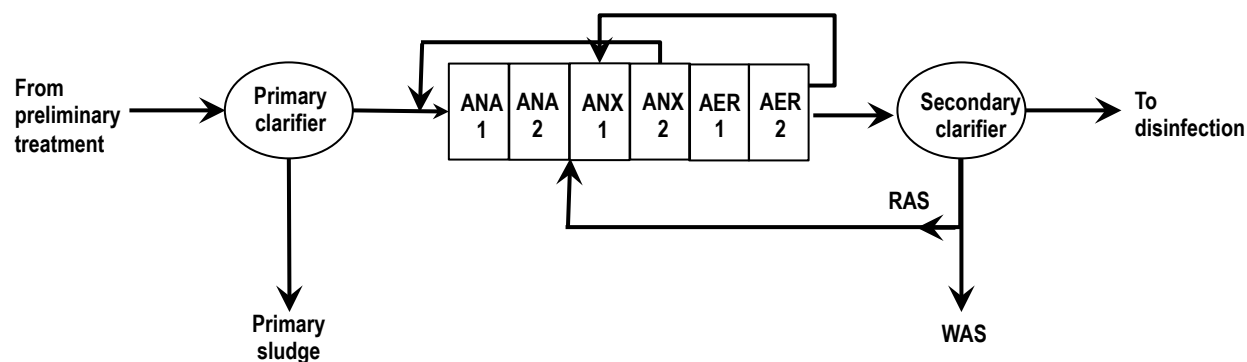 From
preliminary
treatment
Primary
clarifier
ANA
1
ANA
2
ANX
1
ANX
2
AER
1
AER
2
Secondary
clarifier
To
disinfection
RAS
Primary
sludge
WAS